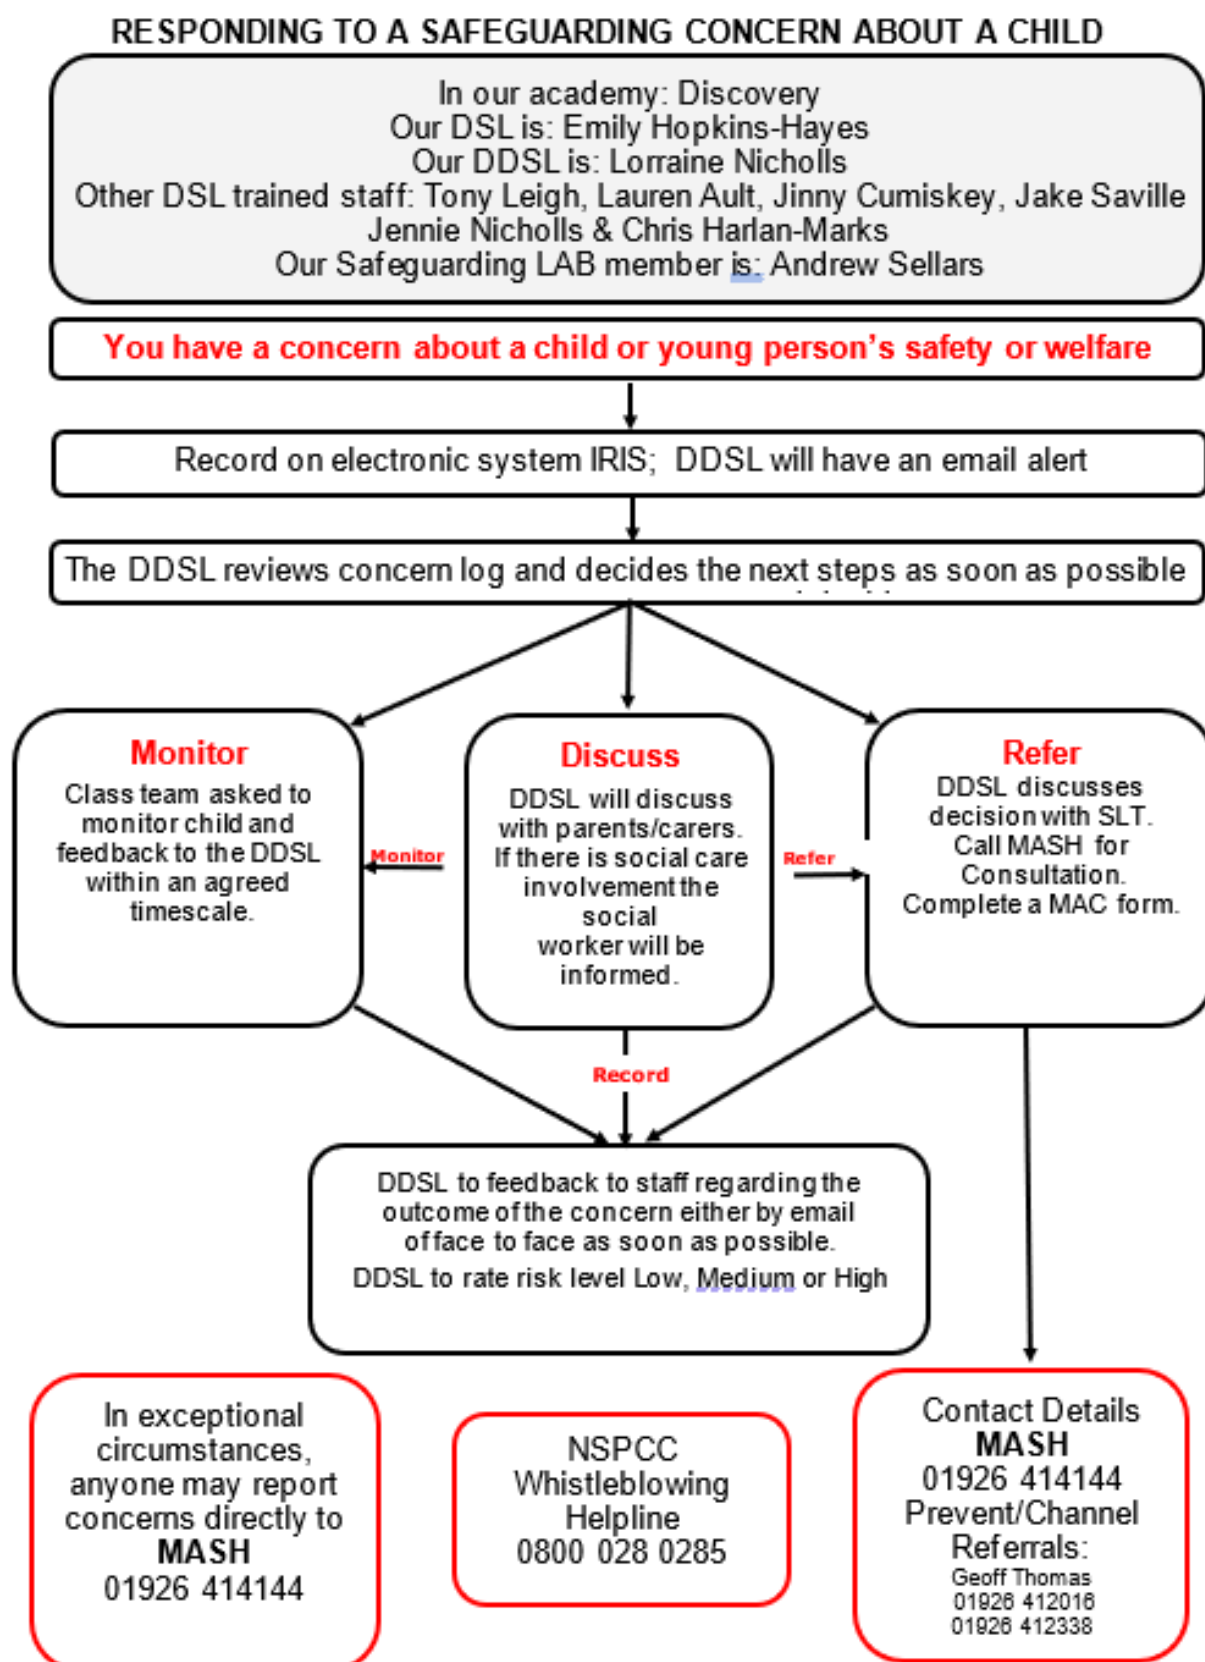 RESPONDING TO A SAFEGUARDING CONCERN ABOUT A CHILD
In our academy: Discovery
Our DSL is: Emily Hopkins-Hayes
Our DDSL is: Lorraine Nicholls
Other DSL trained staff: Tony Leigh, Lauren Ault, Jinny Cumiskey, Jake Saville
Jennie Nicholls & Chris Harlan-Marks
Our Safeguarding LAB member is: Andrew Sellars
You have a concern about a child or young person's safety or welfare
Record on electronic system IRIS; DDSL will have an email alert
The DDSL reviews concern log and decides the next steps as soon as possible
Monitor
Class team asked to
monitor child and
feedback to the DDSL
within an agreed
timescale.
Monitor
Discuss
DDSL will discuss
with parents/carers.
If there is social care
involvement the
social
worker will be
informed.
Refer
Refer
DDSL discusses
decision with SLT.
Call MASH for
Consultation.
Complete a MAC form.
Record
DDSL to feedback to staff regarding the
outcome of the concern either by email
of face to face as soon as possible.
DDSL to rate risk level Low, Medium or High
In exceptional
circumstances,
anyone may report
concerns directly to
MASH
01926 414144
NSPCC
Whistleblowing
Helpline
0800 028 0285
Contact Details
MASH
01926 414144
Prevent/Channel
Referrals:
Geoff Thomas
01926 412016
01926 412338